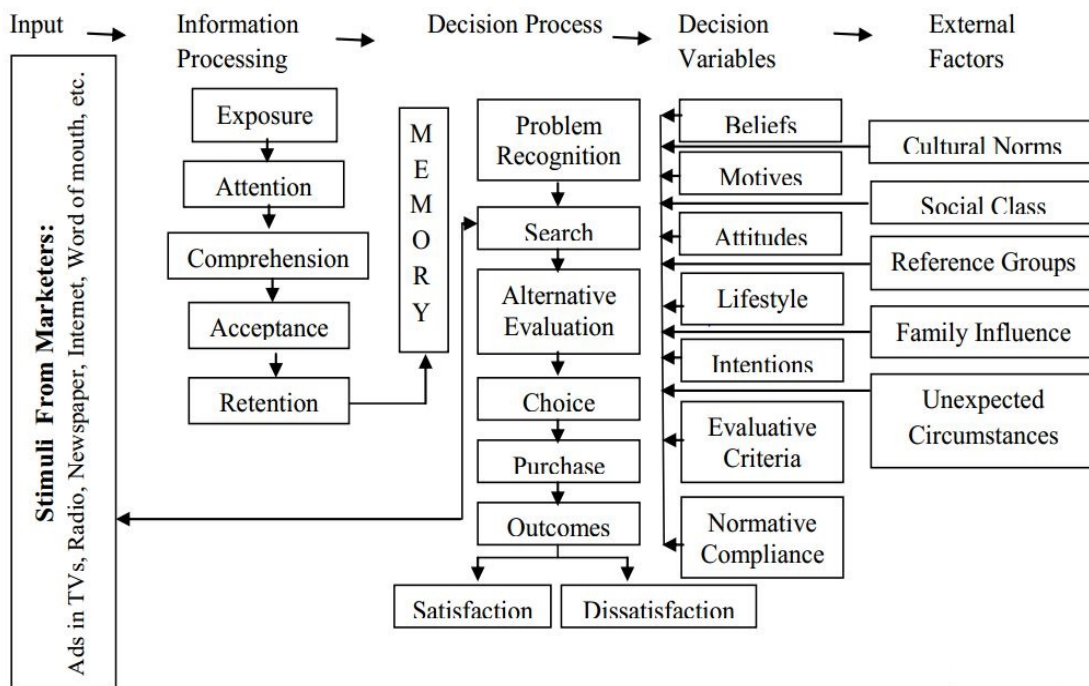 Input
Information
Processing
Decision Process
Decision
Variables
External
Factors
Stimuli From Marketers:
Ads in TVs, Radio, Newspaper, Internet, Word of mouth, etc.
Exposure
Attention
Comprehension
Acceptance
Retention
M
E
M
O
R
Y
Problem
Recognition
Search
Alternative
Evaluation
Choice
Purchase
Outcomes
Satisfaction
Dissatisfaction
Beliefs
Motives
Attitudes
Lifestyle
Intentions
Evaluative
Criteria
Normative
Compliance
Cultural Norms
Social Class
Reference Groups
Family Influence
Unexpected
Circumstances